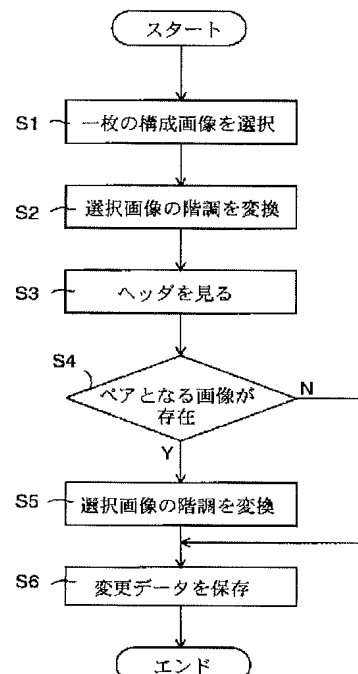 スタート
S1
一枚の構成画像を選択
S2
選択画像の階調を変換
S3
ヘッダを見る
S4
ペアとなる画像が
存在
N
Y
S5
選択画像の階調を変換
S6
変更データを保存
エンド